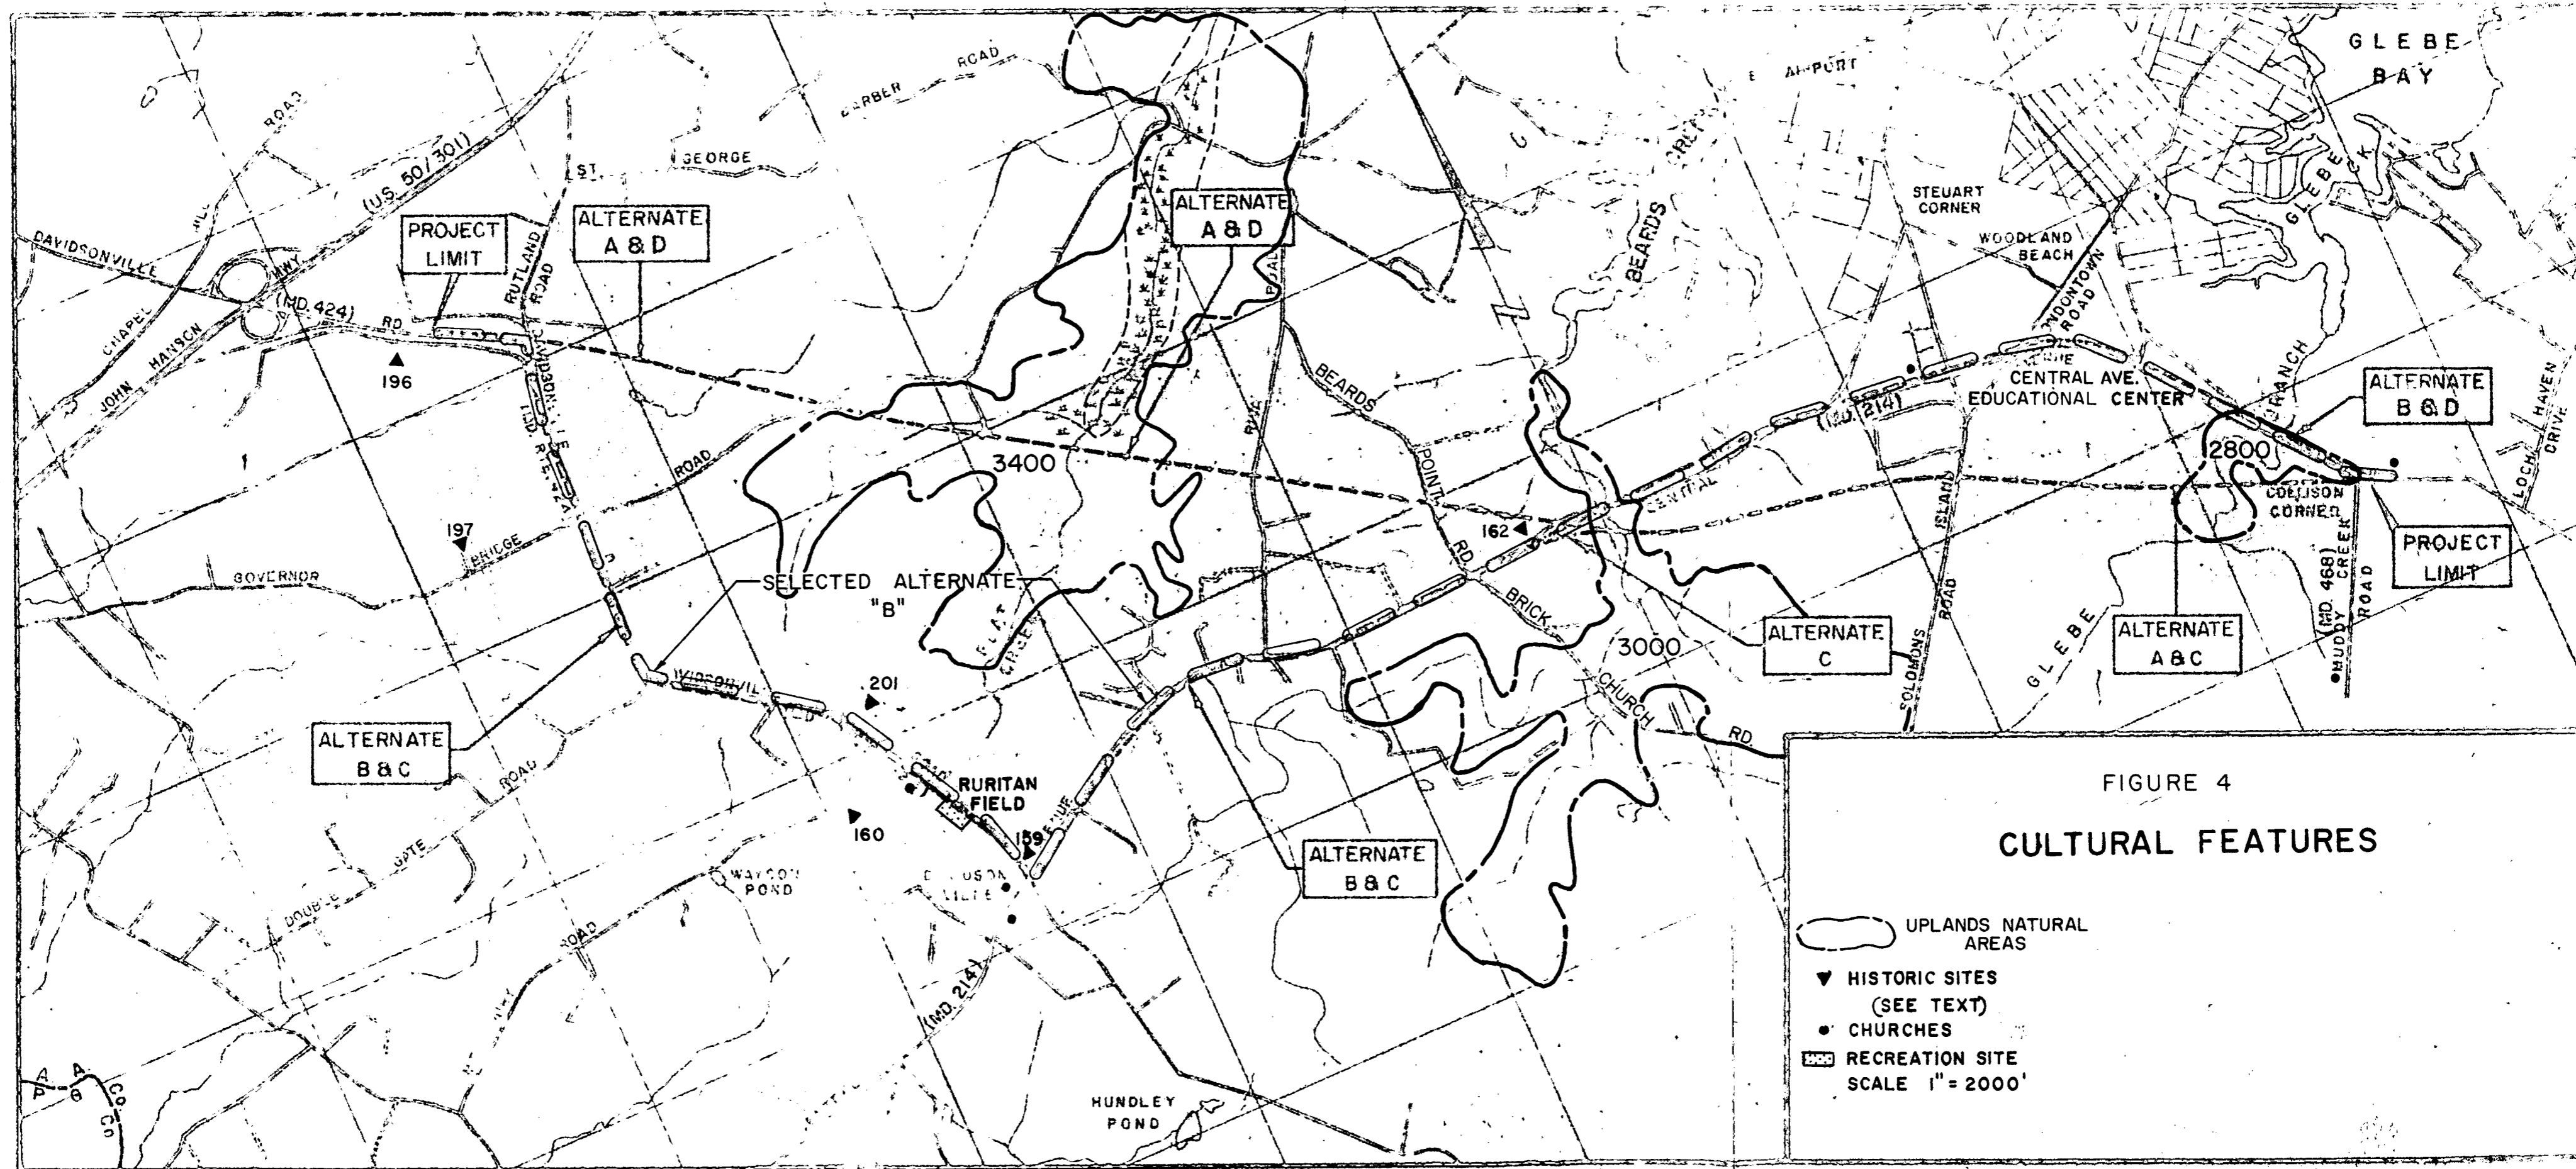 GLEBE
BAY
ROAD
ROAD
(U.S. 50/301)
ST. GEORGE
PROJECT
LIMIT
RUTLAND
ROAD
ALTERNATE
A & D
ALTERNATE
A & D
DAVIDSONVILLE
HWY
(MD. 424)
RD.
CHAPEL
JOHN HANSON
196
BEARDS
STEUART
CORNER
WOODLAND
BEACH
ROAD
GLEBE
CK
BRANCH
CENTRAL AVE.
EDUCATIONAL CENTER
(MD. 214)
ALTERNATE
B & D
LOCH HAVEN
DRIVE
BEARDS
POINT
RD
ROAD
3400
2800
COLLISON
CORNER
CENTRAL
ISLAND
ROAD
SOLOMONS
162
197
BRIDGE
GOVERNOR
PROJECT
LIMIT
(MD. 468)
MUDDY CREEK
ROAD
SELECTED ALTERNATE
"B"
FLAT
CREEK
BRICK
CHURCH
RD.
3000
ALTERNATE
C
GLEBE
ALTERNATE
A & C
201
ALTERNATE
B & C
ROAD
RURITAN
FIELD
160
159
GATE
DOUBLE
POND
ROAD
ALTERNATE
B & C
(MD. 214)
HUNDLEY
POND
A A
P G
CO
CO
FIGURE 4
CULTURAL FEATURES
UPLANDS NATURAL
AREAS
HISTORIC SITES
(SEE TEXT)
CHURCHES
RECREATION SITE
SCALE 1" = 2000'